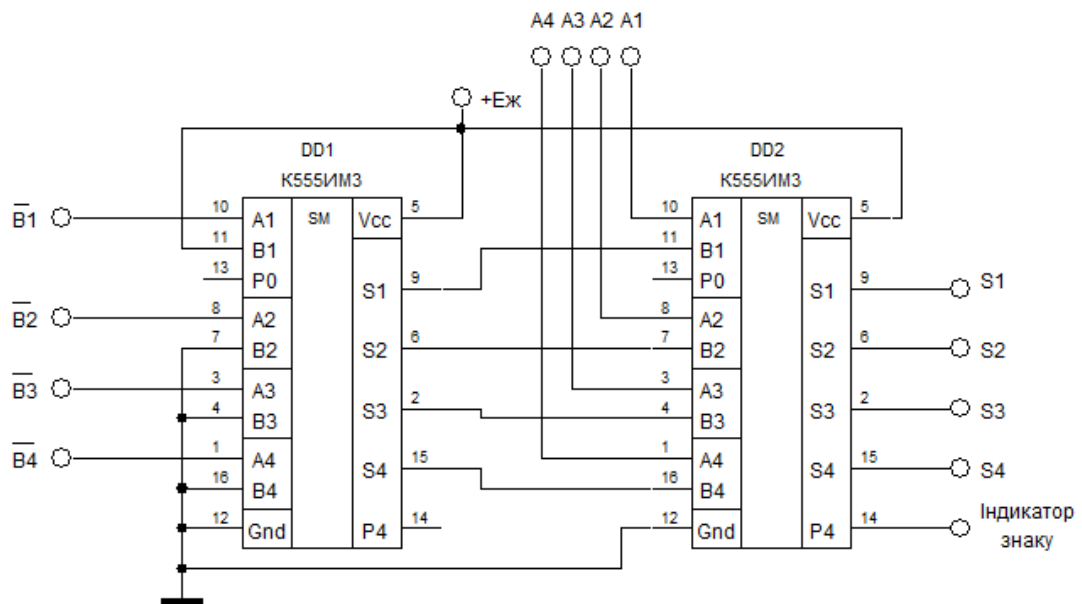 A4 A3 A2 A1
+Еж
DD1
К555ИМ3
DD2
К555ИМ3
B1
10
A1
SM
Vcc
5
11
B1
13
P0
S1
9
B2
8
A2
7
B2
S2
6
B3
3
A3
4
B3
S3
2
B4
1
A4
16
B4
S4
15
12
Gnd
P4
14
10
A1
SM
Vcc
5
11
B1
13
P0
S1
9
S1
8
A2
7
B2
S2
6
S2
3
A3
4
B3
S3
2
S3
1
A4
16
B4
S4
15
S4
12
Gnd
P4
14
Індикатор
знаку